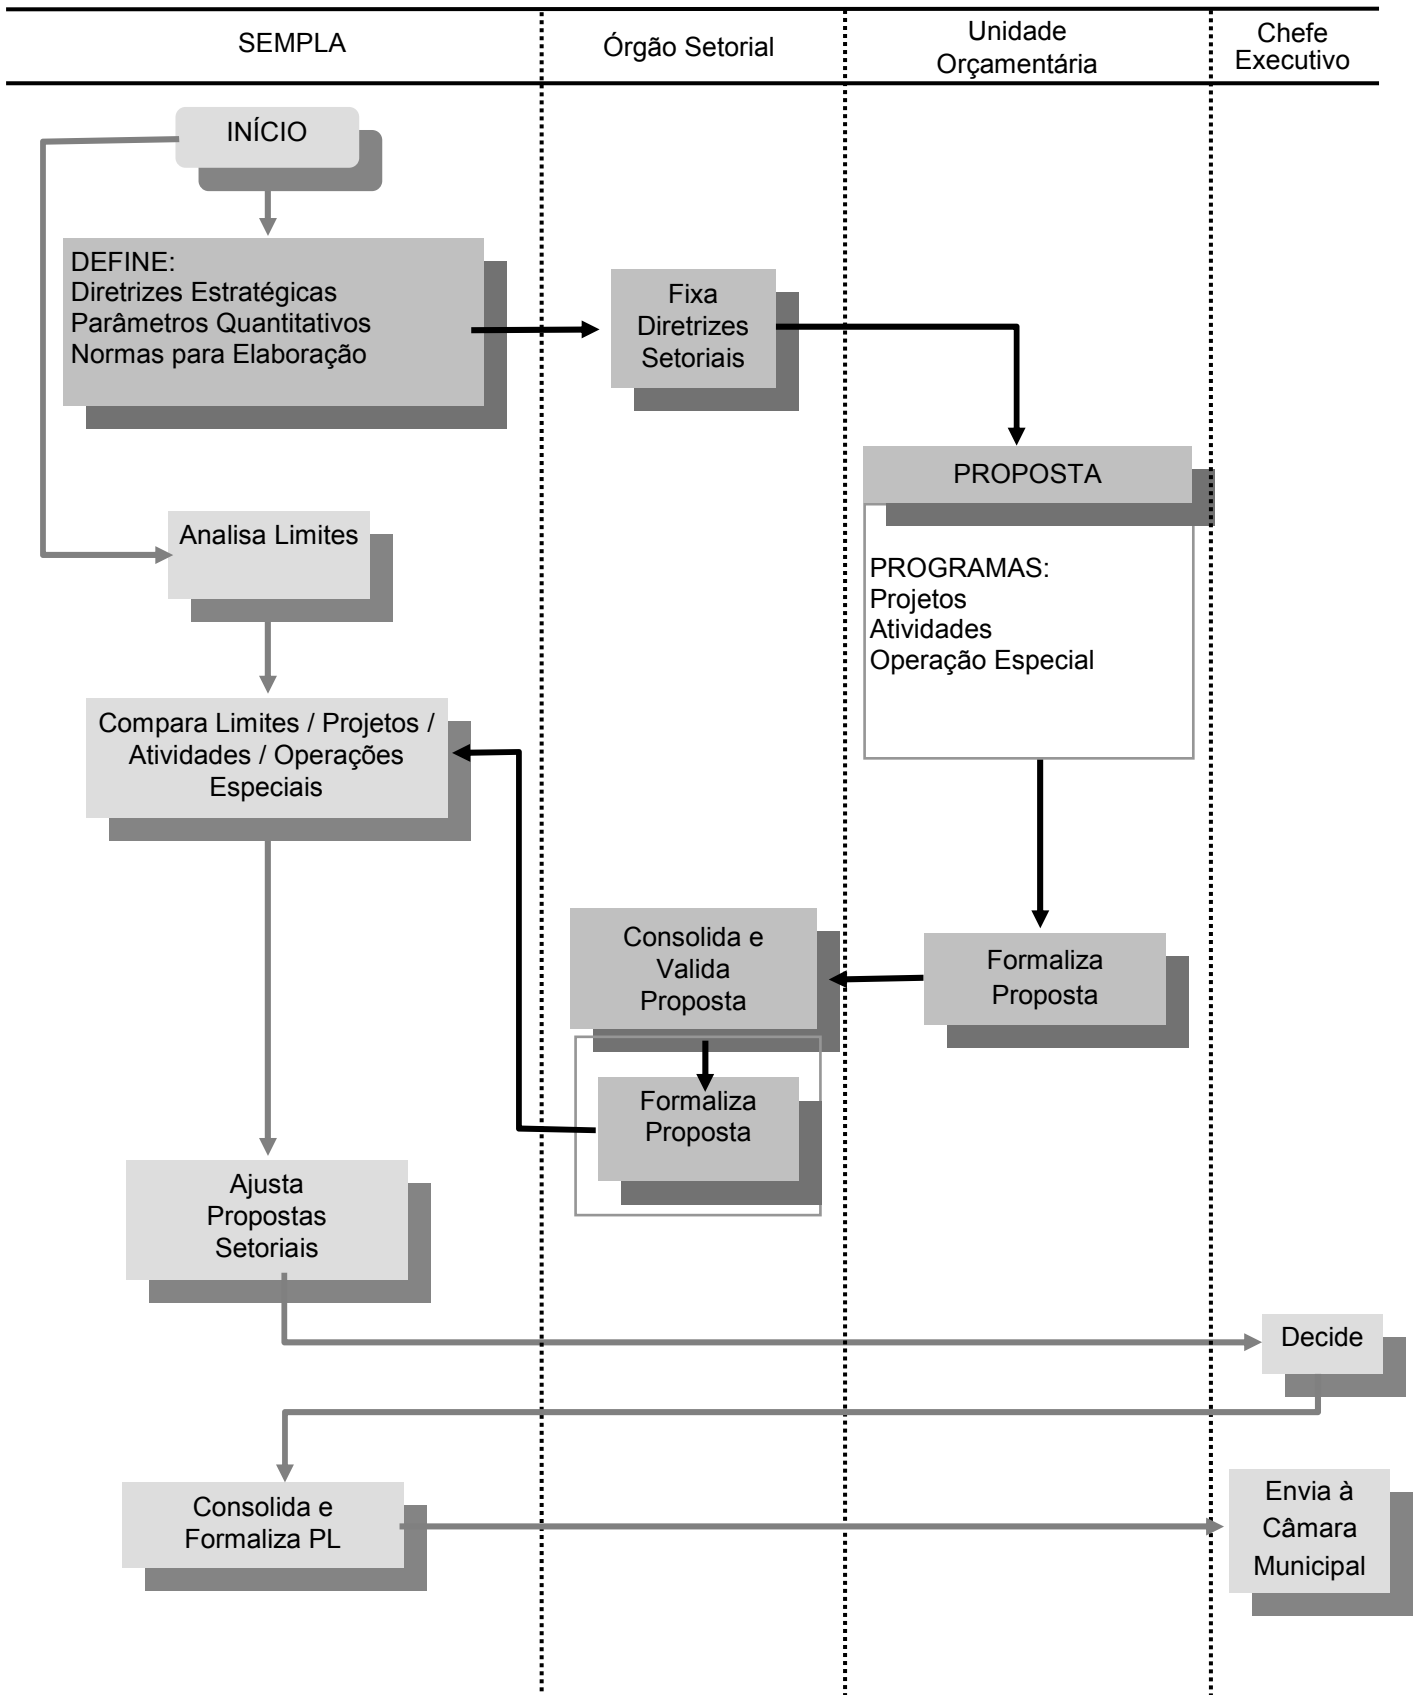 SEMPLA
Órgão Setorial
Unidade
Orçamentária
Chefe
Executivo
INÍCIO
DEFINE:
Diretrizes Estratégicas
Parâmetros Quantitativos
Normas para Elaboração
Fixa
Diretrizes
Setoriais
PROPOSTA
PROGRAMAS:
Projetos
Atividades
Operação Especial
Analisa Limites
Compara Limites / Projetos /
Atividades / Operações
Especiais
Consolida e
Valida
Proposta
Formaliza
Proposta
Formaliza
Proposta
Ajusta
Propostas
Setoriais
Decide
Consolida e
Formaliza PL
Envia à
Câmara
Municipal